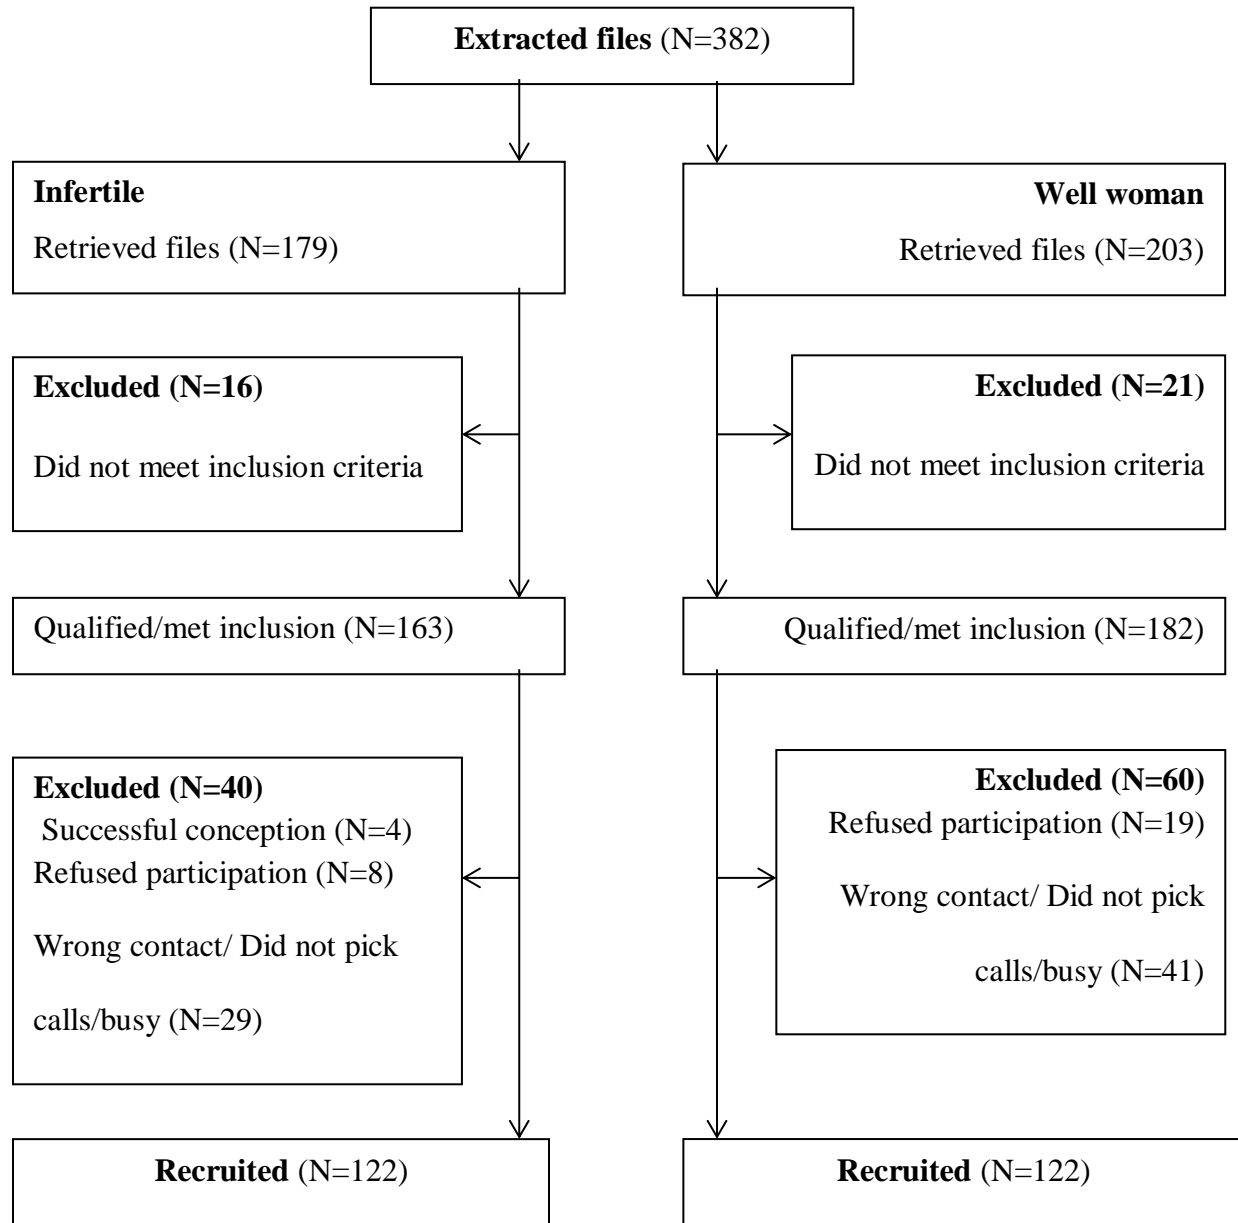 Extracted files (N=382)
Infertile
Retrieved files (N=179)
Well woman
Retrieved files (N=203)
Excluded (N=16)
Did not meet inclusion criteria
Excluded (N=21)
Did not meet inclusion criteria
Qualified/met inclusion (N=163)
Qualified/met inclusion (N=182)
Excluded (N=40)
Successful conception (N=4)
Refused participation (N=8)
Wrong contact/ Did not pick
calls/busy (N=29)
Excluded (N=60)
Refused participation (N=19)
Wrong contact/ Did not pick
calls/busy (N=41)
Recruited (N=122)
Recruited (N=122)